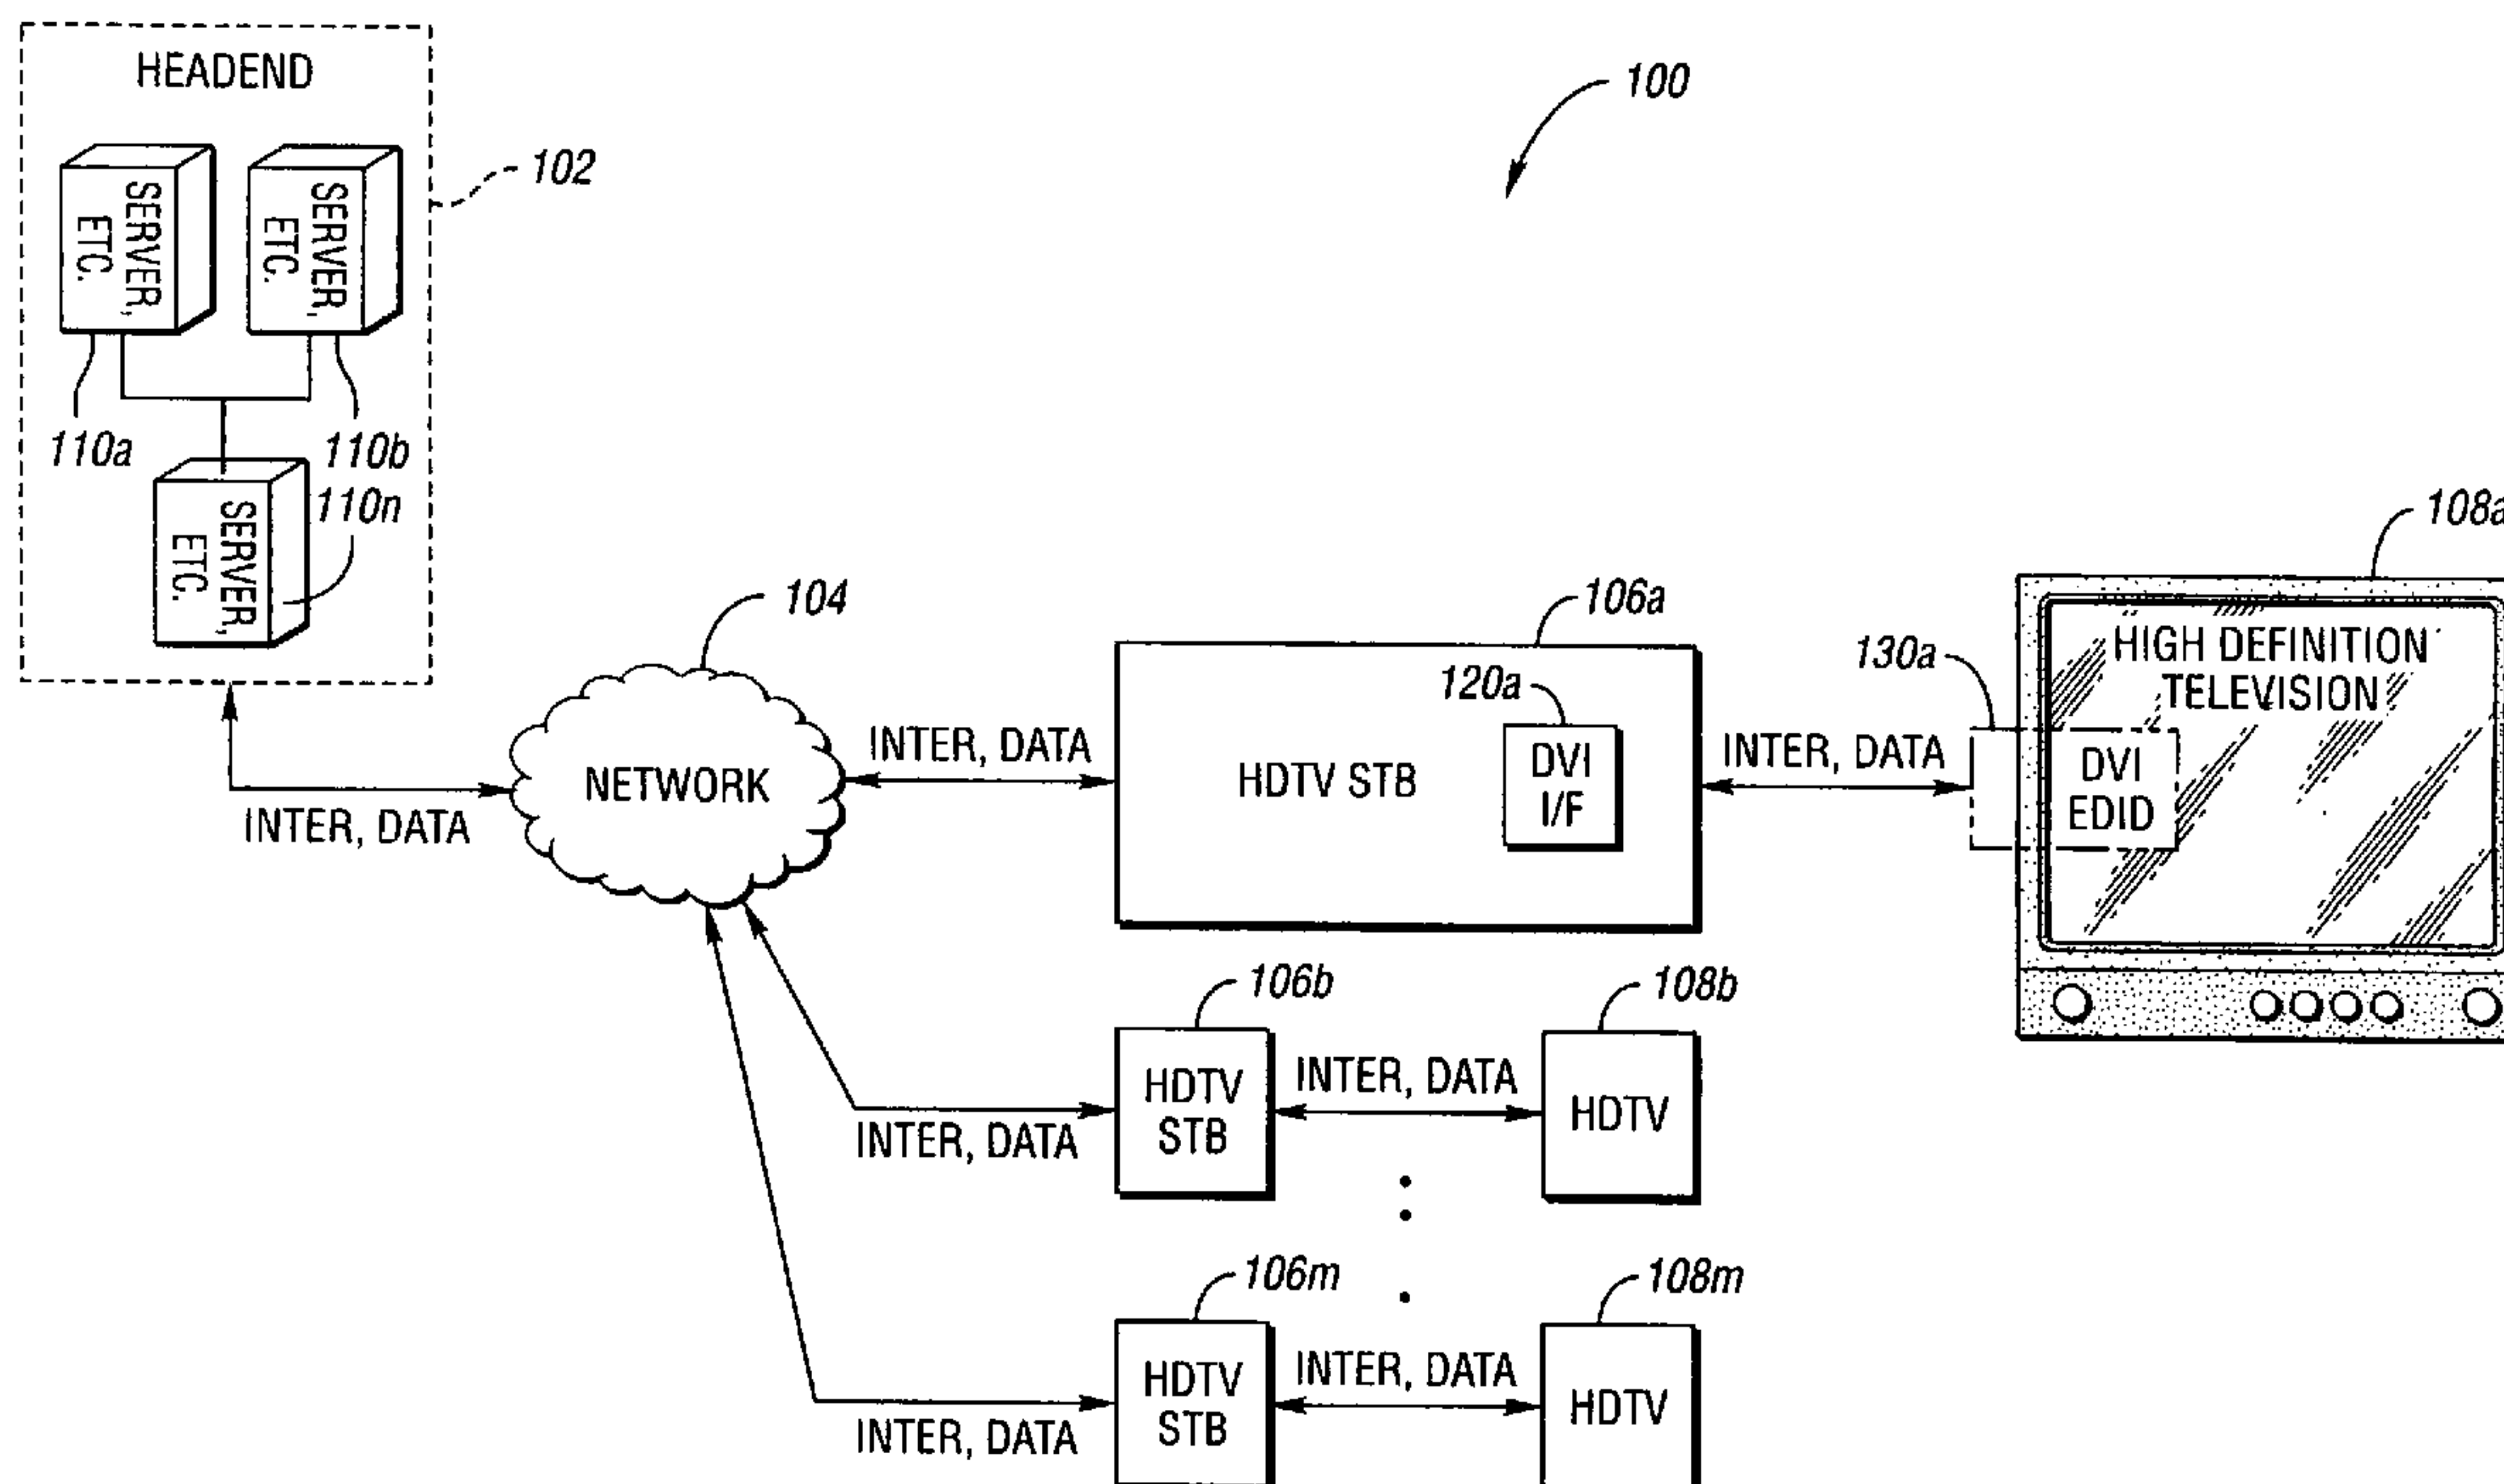 HEADEND
100
102
SERVER,
ETC.
SERVER,
ETC.
110a
110b
110n
SERVER,
ETC.
104
106a
108a
130a
120a
HIGH DEFINITION
TELEVISION
INTER, DATA
NETWORK
INTER, DATA
HDTV STB
DVI
I/F
INTER, DATA
DVI
EDID
106b
108b
HDTV
STB
INTER, DATA
HDTV
INTER, DATA
106m
108m
HDTV
STB
INTER, DATA
HDTV
INTER, DATA